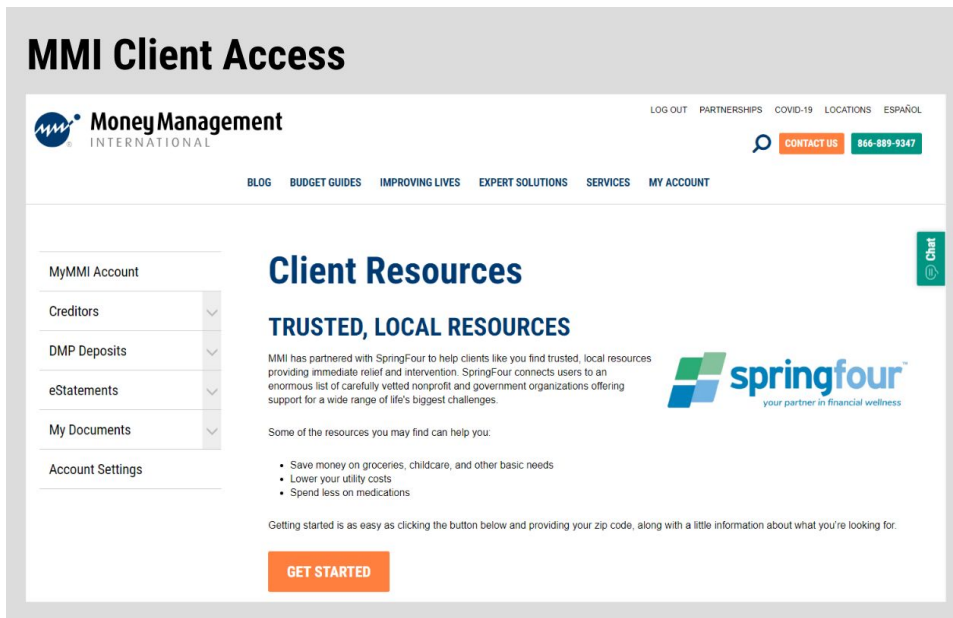 MMI Client Access
Money Management
INTERNATIONAL
LOG OUT PARTNERSHIPS COVID-19 LOCATIONS ESPAÑOL
CONTACT US 866-889-9347
BLOG BUDGET GUIDES IMPROVING LIVES EXPERT SOLUTIONS SERVICES MY ACCOUNT
Chat
MyMMI Account
Creditors
DMP Deposits
eStatements
My Documents
Account Settings
Client Resources
TRUSTED, LOCAL RESOURCES
MMI has partnered with SpringFour to help clients like you find trusted, local resources
providing immediate relief and intervention. SpringFour connects users to an
enormous list of carefully vetted nonprofit and government organizations offering
support for a wide range of life's biggest challenges.
springfour™
your partner in financial wellness
Some of the resources you may find can help you:
• Save money on groceries, childcare, and other basic needs
• Lower your utility costs
• Spend less on medications
Getting started is as easy as clicking the button below and providing your zip code, along with a little information about what you're looking for.
GET STARTED